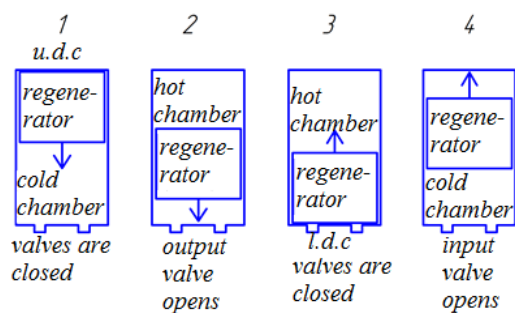 1
u.d.c
regene-
rator
cold
chamber
valves are
closed
2
hot
chamber
regene-
rator
output
valve
opens
3
hot
chamber
regene-
rator
l.d.c
valves are
closed
4
regene-
rator
cold
chamber
input
valve
opens